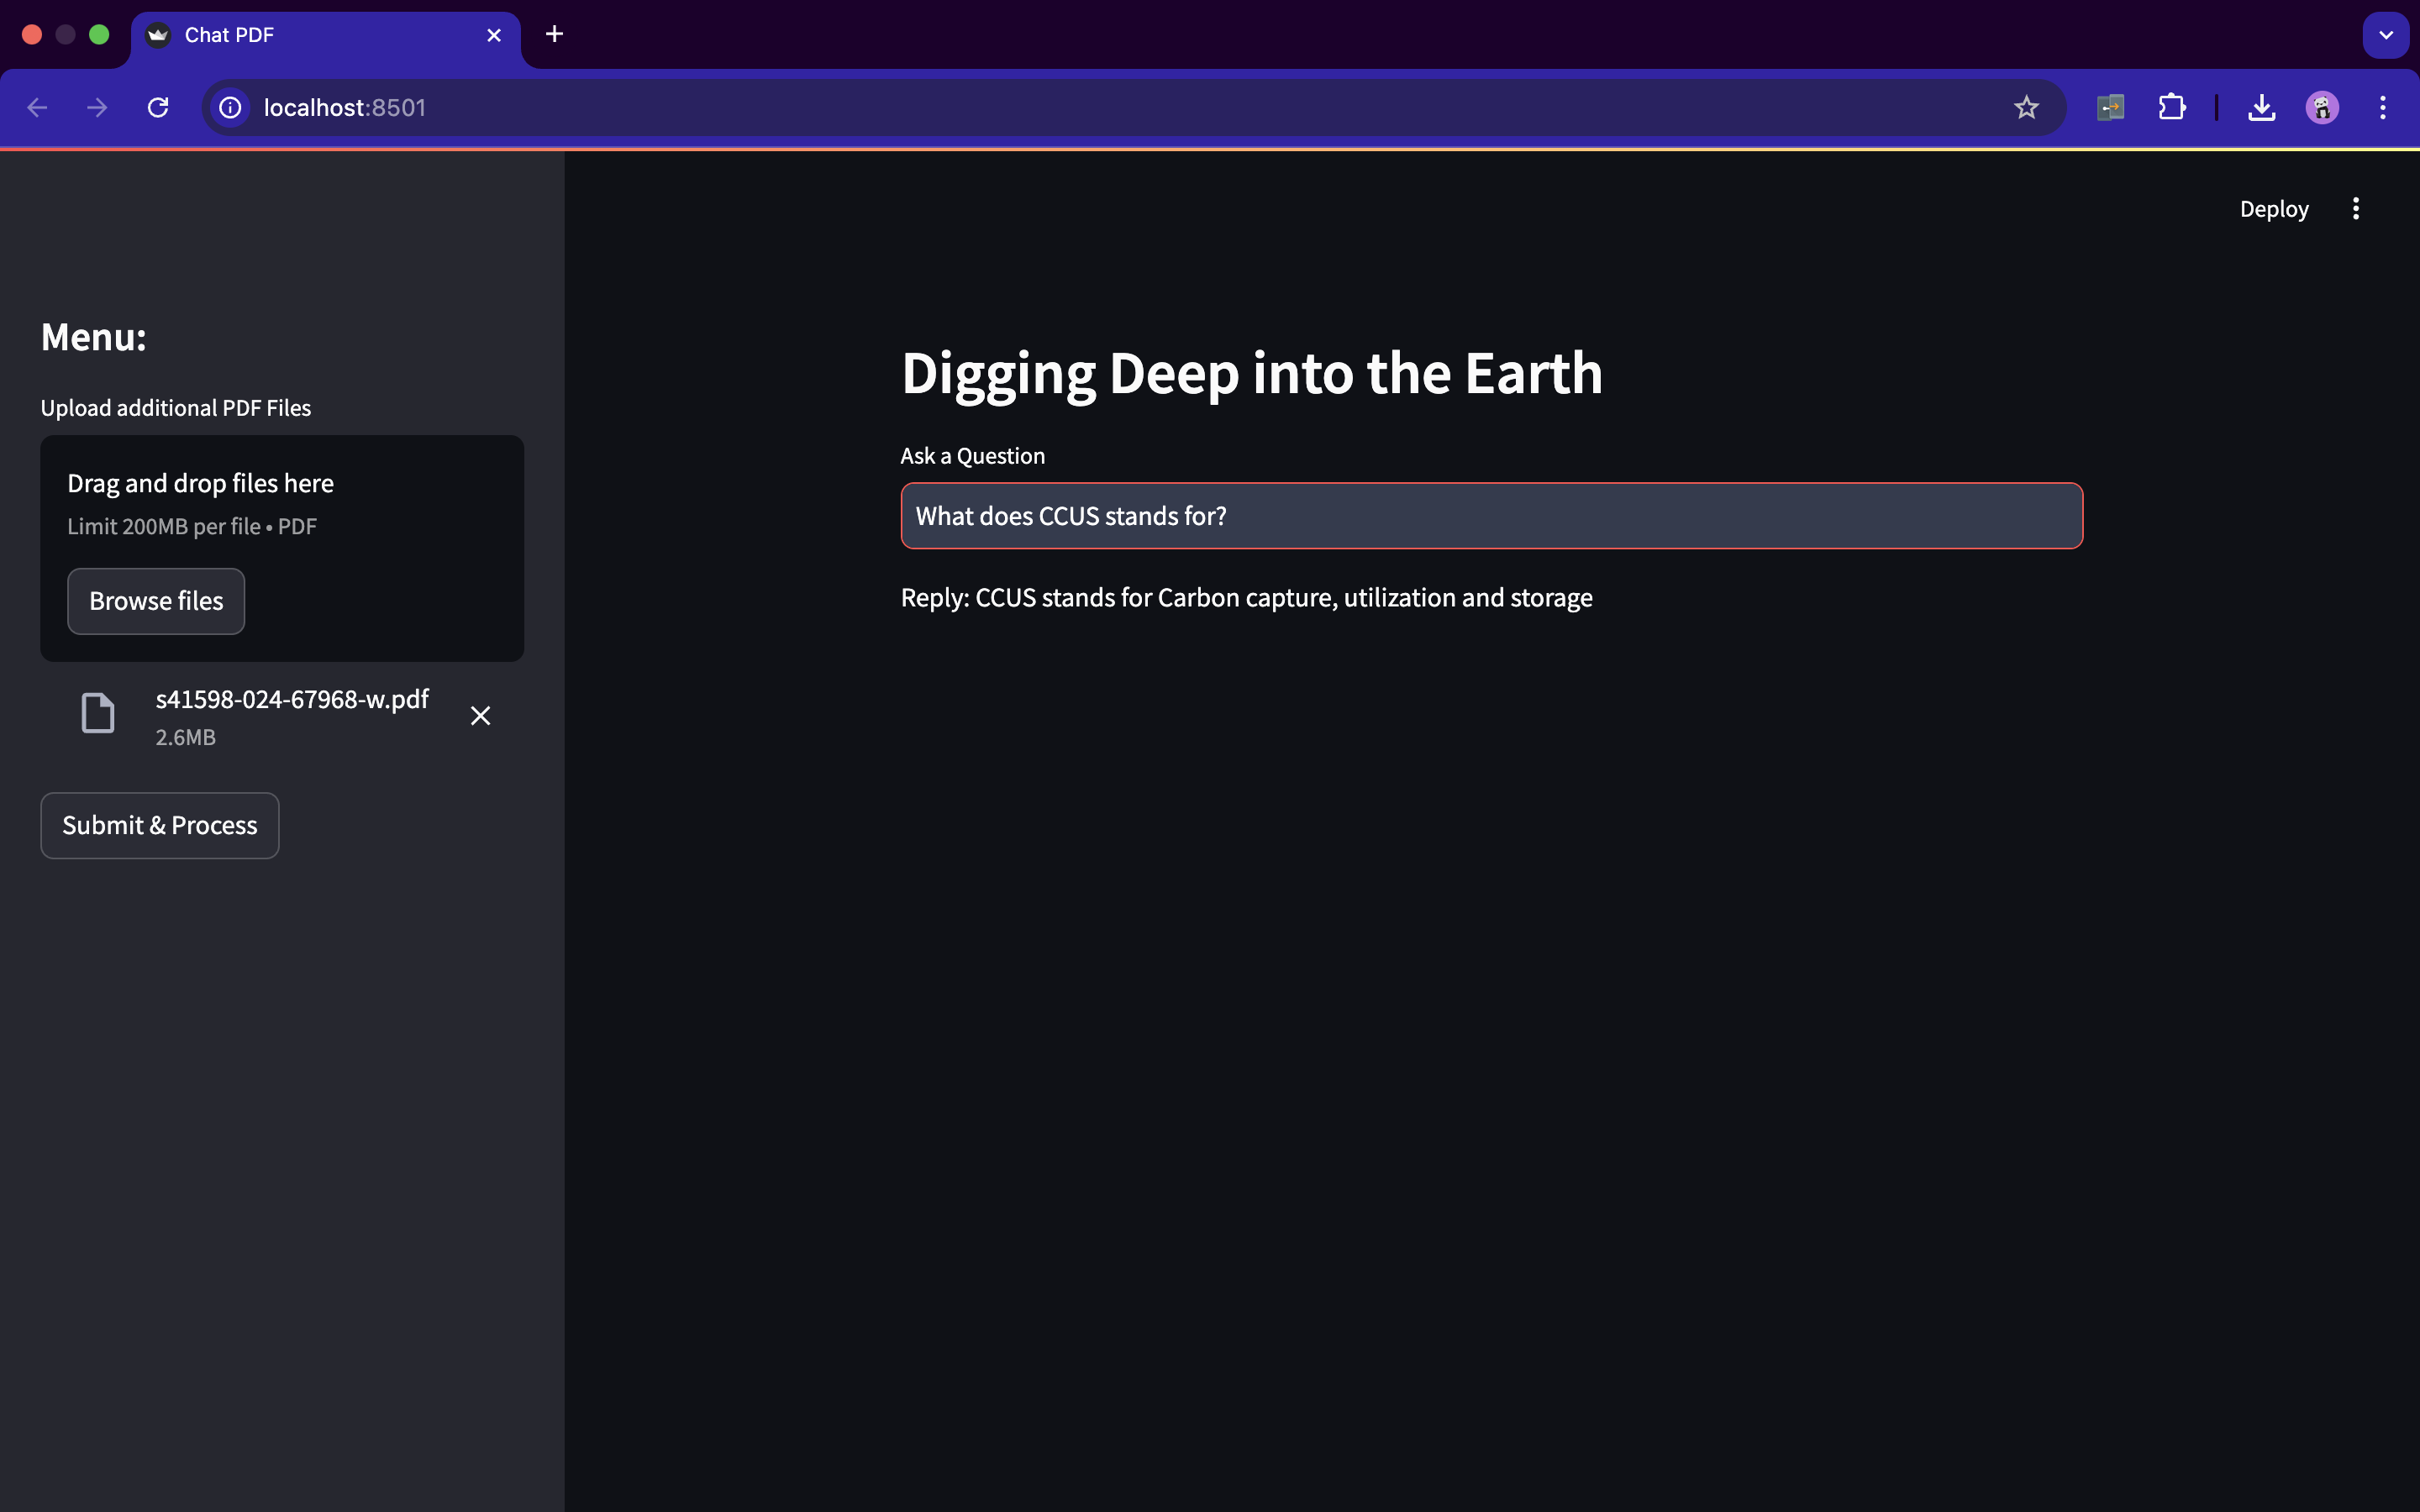 Chat PDF
localhost:8501
Deploy
Menu:
Upload additional PDF Files
Drag and drop files here
Limit 200MB per file • PDF
Browse files
s41598-024-67968-w.pdf
2.6MB
Submit & Process
Digging Deep into the Earth
Ask a Question
What does CCUS stands for?
Reply: CCUS stands for Carbon capture, utilization and storage